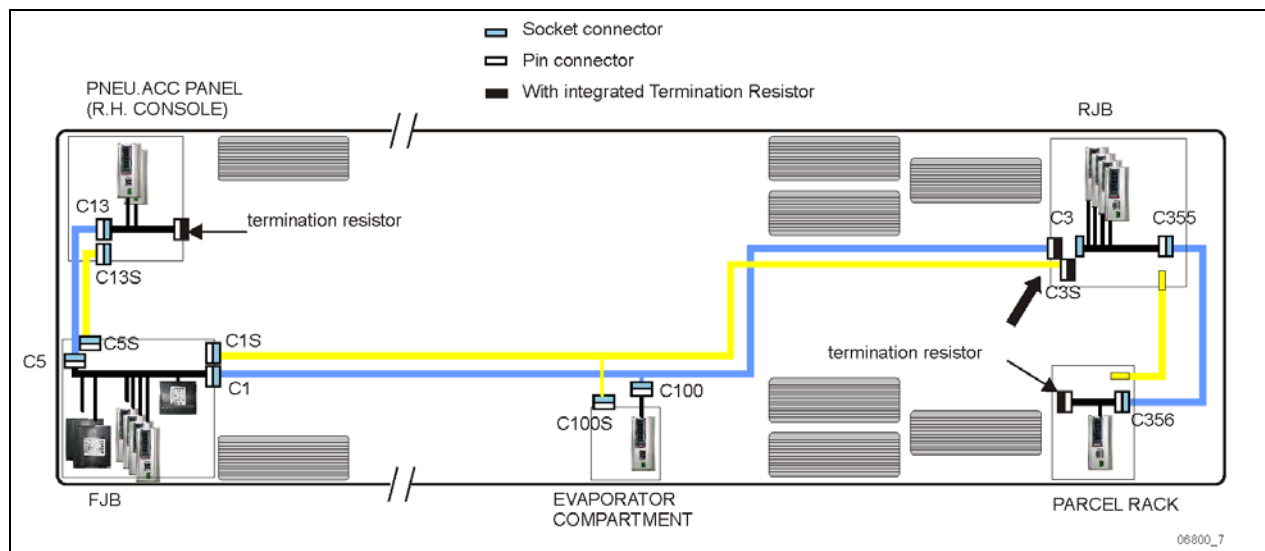 Socket connector
Pin connector
With integrated Termination Resistor
PNEU.ACC PANEL
(R.H. CONSOLE)
RJB
C13
termination resistor
C3
C355
C13S
C3S
C5
C5S
C1S
C1
termination resistor
C100
C100S
C356
FJB
EVAPORATOR
COMPARTMENT
PARCEL RACK
06800_7